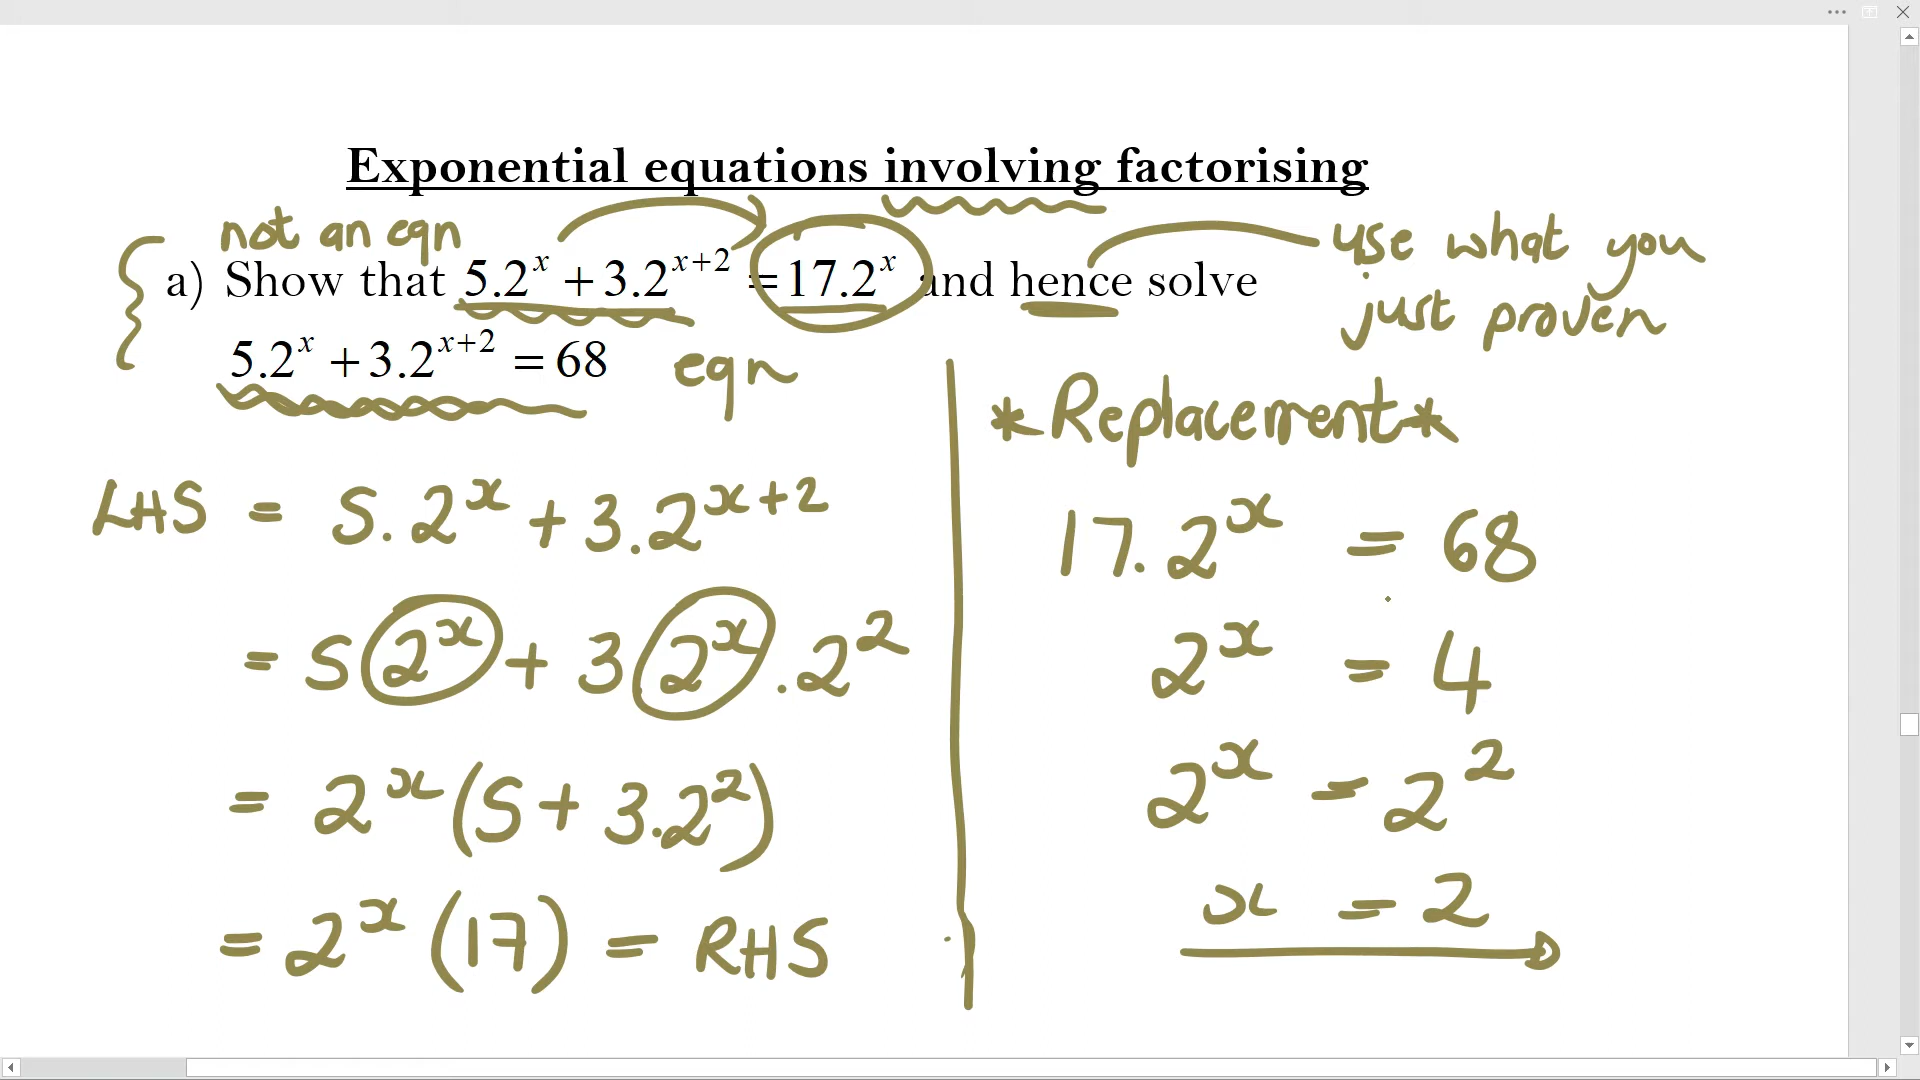 Exponential equations involving factorising
not an eqn
a) Show that 5.2^x + 3.2^(x+2) = 17.2^x and hence solve
use what you
just proven
5.2^x + 3.2^(x+2) = 68
eqn
LHS = 5.2^x + 3.2^(x+2)
= 5 2^x + 3 2^x . 2^2
= 2^x (5 + 3.2^2)
= 2^x (17) = RHS
*Replacement*
17.2^x = 68
2^x = 4
2^x = 2^2
x = 2